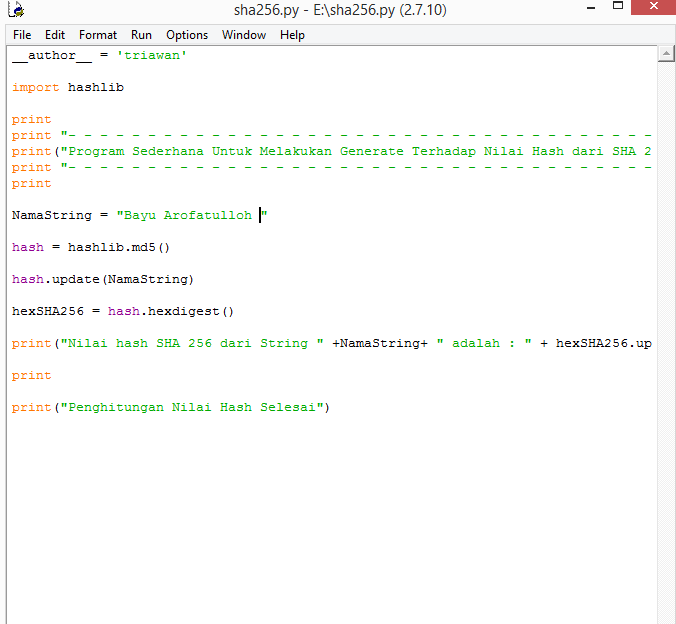 sha256.py - E:\sha256.py (2.7.10)
File Edit Format Run Options Window Help
__author__ = 'triawan'
import hashlib
print
print "- - - - - - - - - - - - - - - - - - - - - - - - - - - - - - - - - - - - -
print("Program Sederhana Untuk Melakukan Generate Terhadap Nilai Hash dari SHA 2
print "- - - - - - - - - - - - - - - - - - - - - - - - - - - - - - - - - - - - -
print
NamaString = "Bayu Arofatulloh "
hash = hashlib.md5()
hash.update(NamaString)
hexSHA256 = hash.hexdigest()
print("Nilai hash SHA 256 dari String " +NamaString+ " adalah : " + hexSHA256.up
print
print("Penghitungan Nilai Hash Selesai")